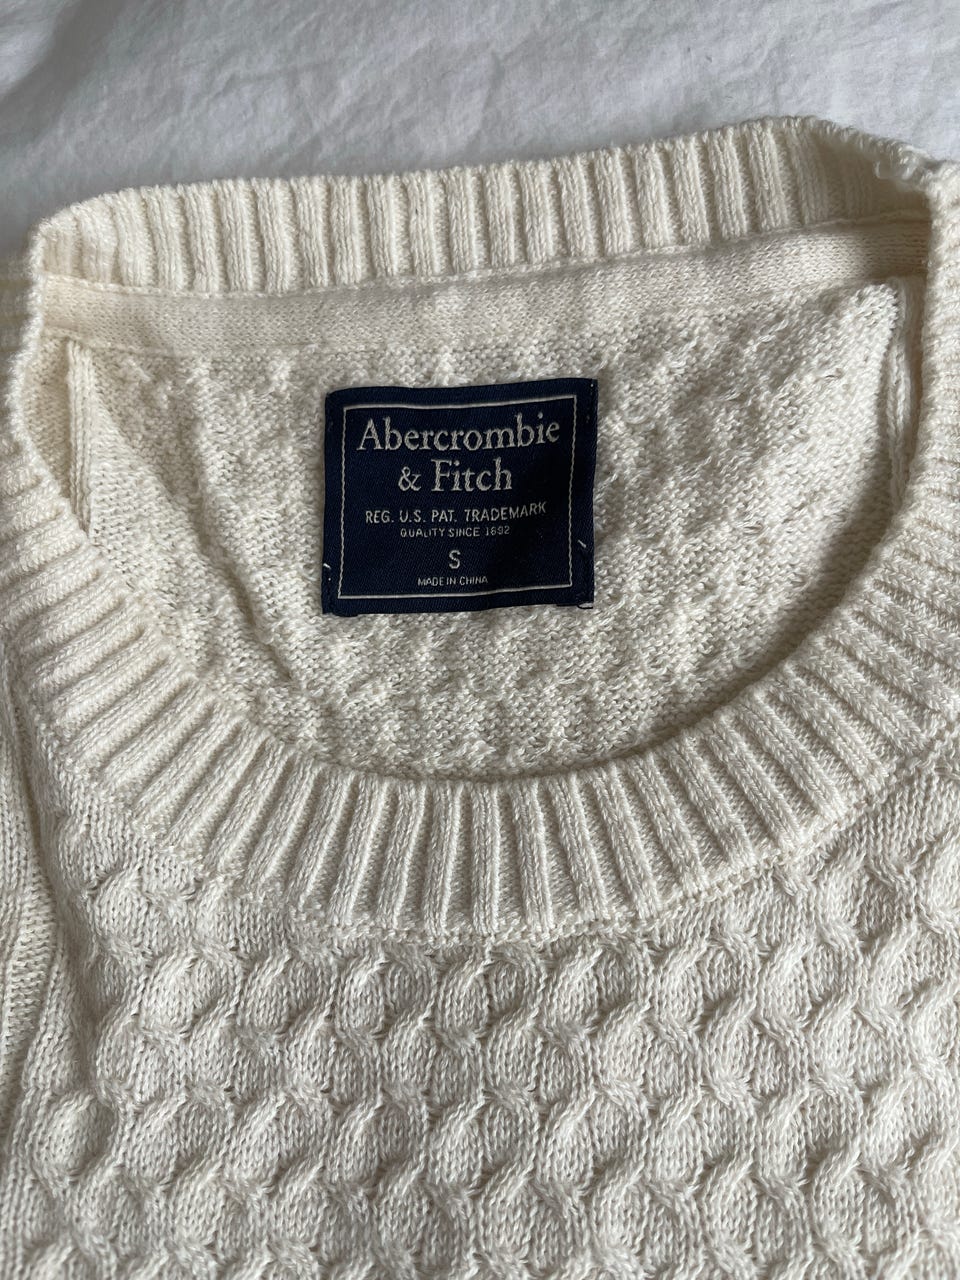 Abercrombie
& Fitch
REG. U.S. PAT. TRADEMARK
QUALITY SINCE 1892
S
MADE IN CHINA